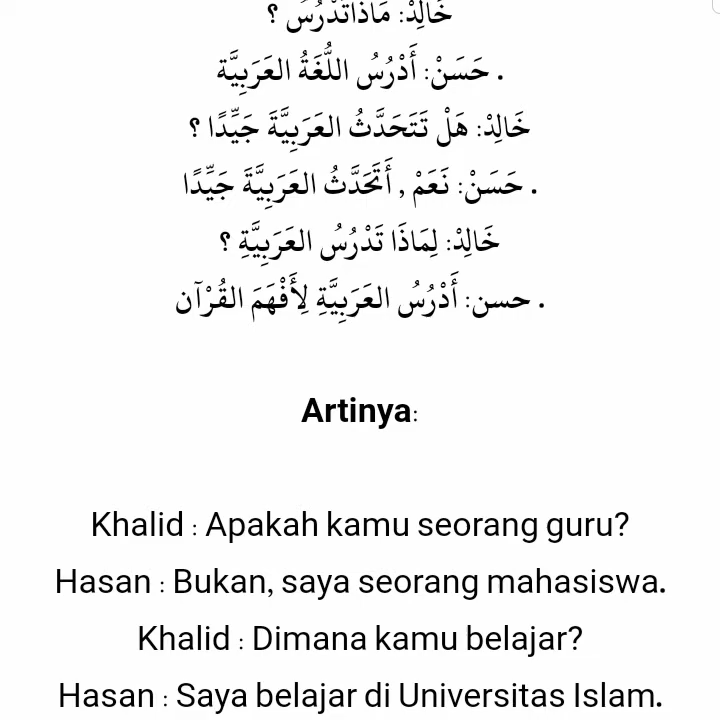 خَالِدْ: مَاذَاتَدْرُسُ ؟
حَسَنْ: أَدْرُسُ اللُّغَةُ العَرَبِيَّة .
خَالِدْ: هَلْ تَتَحَدَّثُ العَرَبِيَّةَ جَيِّدًا ؟
حَسَنْ: نَعَمْ , أَتَحَدَّثُ العَرَبِيَّةَ جَيِّدًا .
خَالِدْ: لِمَاذَا تَدْرُسُ العَرَبِيَّةِ ؟
حسن: أَدْرُسُ العَرَبِيَّةِ لِأَفْهَمَ القُرْآن .
Artinya:
Khalid : Apakah kamu seorang guru?
Hasan : Bukan, saya seorang mahasiswa.
Khalid : Dimana kamu belajar?
Hasan : Saya belajar di Universitas Islam.